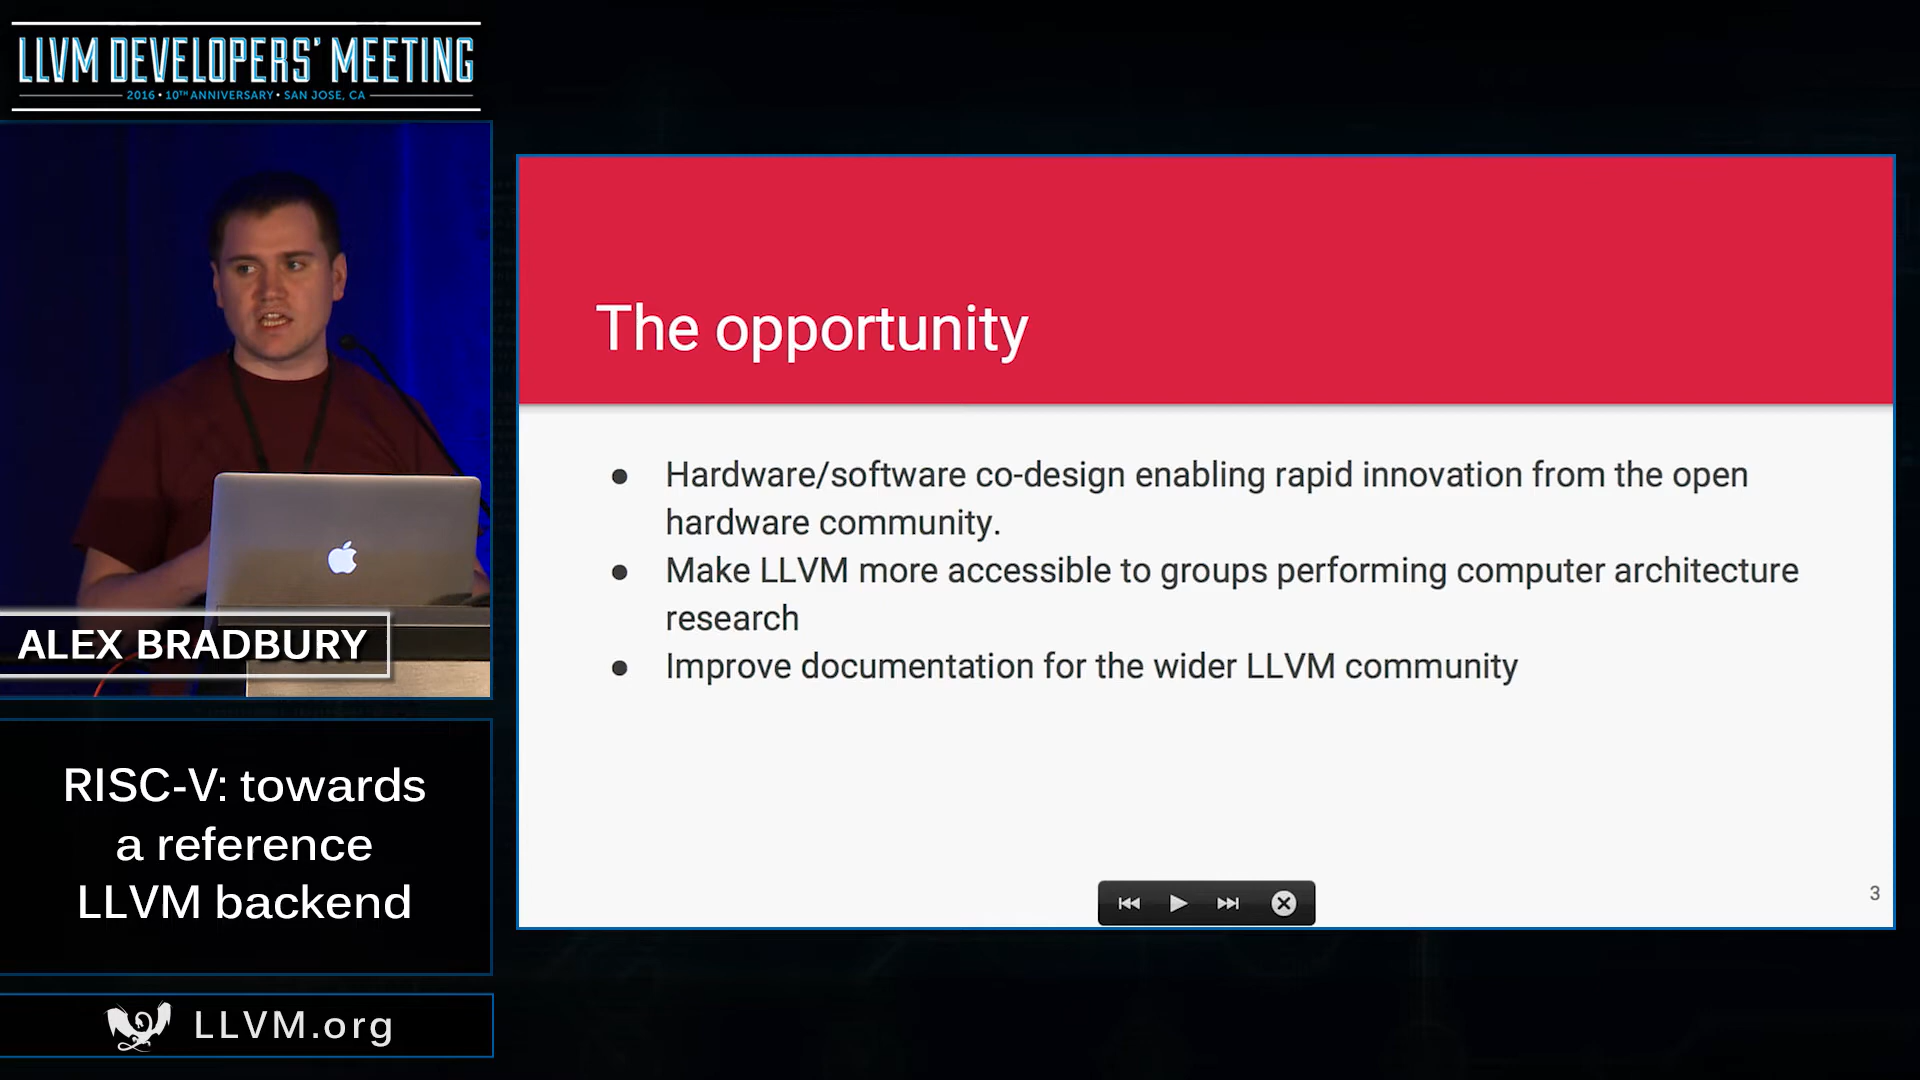 LLVM DEVELOPERS' MEETING
2016 • 10TH ANNIVERSARY • SAN JOSE, CA
ALEX BRADBURY
RISC-V: towards
a reference
LLVM backend
LLVM.org
The opportunity
● Hardware/software co-design enabling rapid innovation from the open
hardware community.
● Make LLVM more accessible to groups performing computer architecture
research
● Improve documentation for the wider LLVM community
3